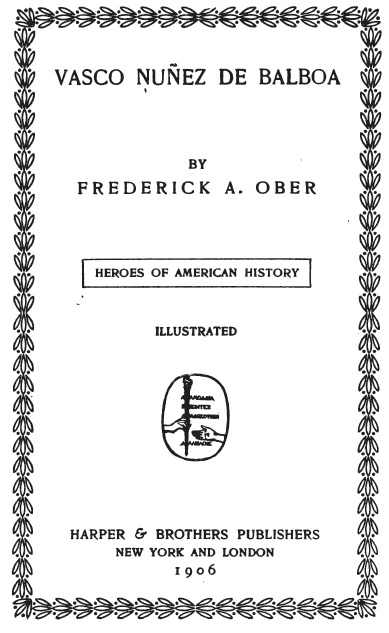 VASCO NUÑEZ DE BALBOA
BY
FREDERICK A. OBER
HEROES OF AMERICAN HISTORY
ILLUSTRATED
HARPER & BROTHERS PUBLISHERS
NEW YORK AND LONDON
1906